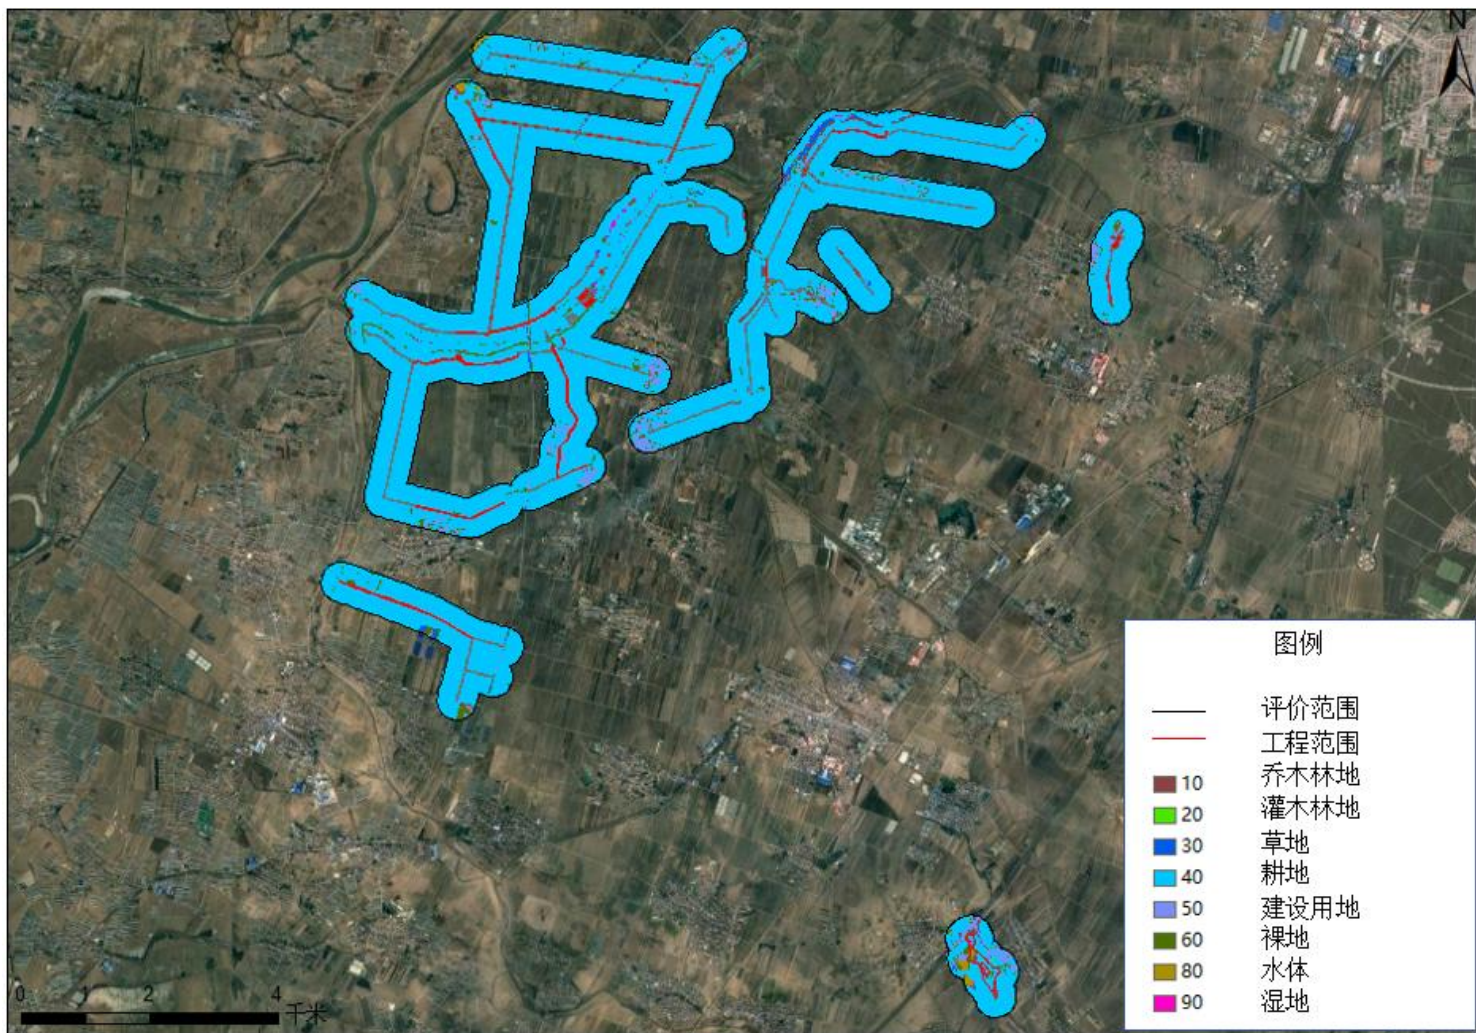 N
图例
评价范围
工程范围
10 乔木林地
20 灌木林地
30 草地
40 耕地
50 建设用地
60 裸地
80 水体
90 湿地
0 1 2 4
千米